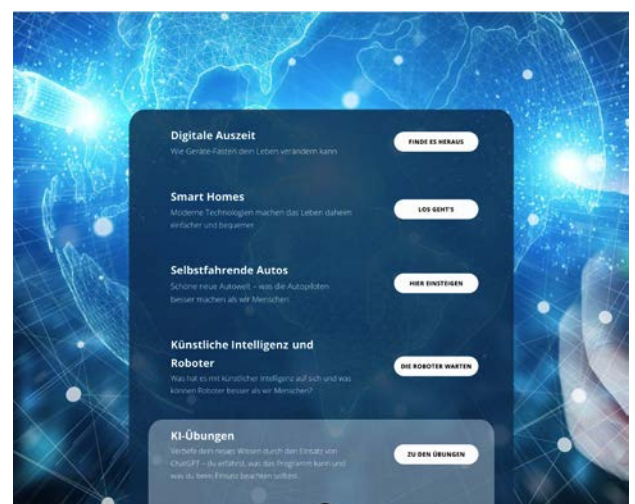 Digitale Auszeit
Wie Geräte-Fasten dein Leben verändern kann
FINDE ES HERAUS
Smart Homes
Moderne Technologien machen das Leben daheim
einfacher und bequemer
LOS GEHT'S
Selbstfahrende Autos
Schöne neue Autowelt – was die Autopiloten
besser machen als wir Menschen
HIER EINSTEIGEN
Künstliche Intelligenz und
Roboter
Was hat es mit künstlicher Intelligenz auf sich und was
können Roboter besser als wir Menschen?
DIE ROBOTER WARTEN
KI-Übungen
Vertiefe dein neues Wissen durch den Einsatz von
ChatGPT – du erfährst, was das Programm kann und
was du beim Einsatz beachten solltest.
ZU DEN ÜBUNGEN